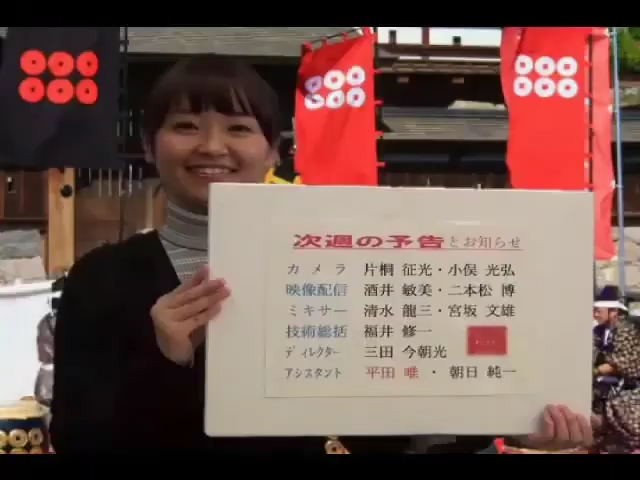 次週の予告とお知らせ
カメラ 片桐 征光・小俣 光弘
映像配信 酒井 敏美・二本松 博
ミキサー 清水 龍三・宮坂 文雄
技術総括 福井 修一
ディレクター 三田 今朝光
アシスタント 平田 唯 ・ 朝日 純一